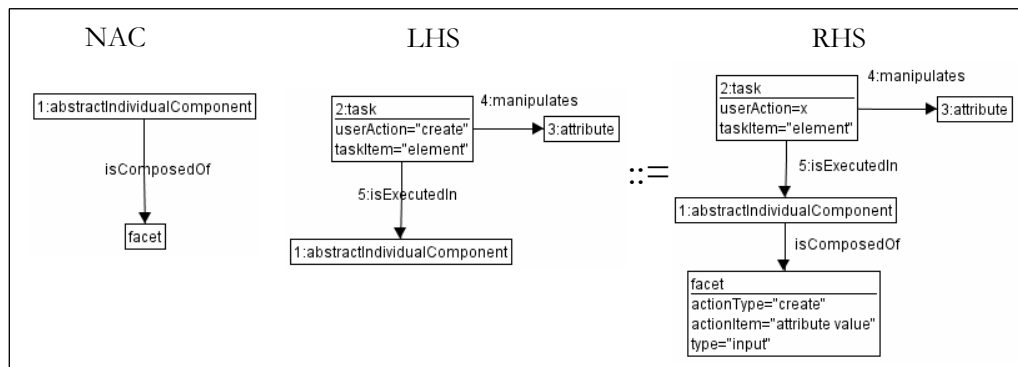 NAC
1:abstractIndividualComponent
isComposedOf
facet
LHS
4:manipulates
2:task
userAction="create"
taskItem="element"
3:attribute
5:isExecutedIn
1:abstractIndividualComponent
::=
RHS
4:manipulates
2:task
userAction=x
taskItem="element"
3:attribute
5:isExecutedIn
1:abstractIndividualComponent
isComposedOf
facet
actionType="create"
actionItem="attribute value"
type="input"